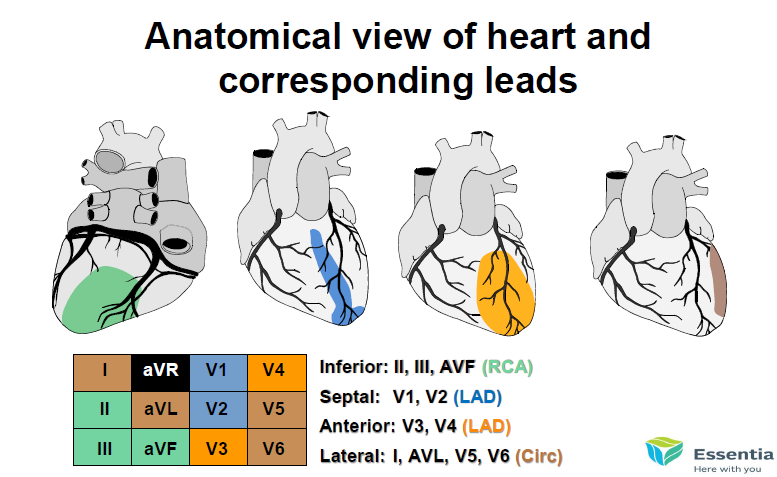 Anatomical view of heart and
corresponding leads
I aVR V1 V4
II aVL V2 V5
III aVF V3 V6
Inferior: II, III, AVF (RCA)
Septal: V1, V2 (LAD)
Anterior: V3, V4 (LAD)
Lateral: I, AVL, V5, V6 (Circ)
Essentia
Here with you